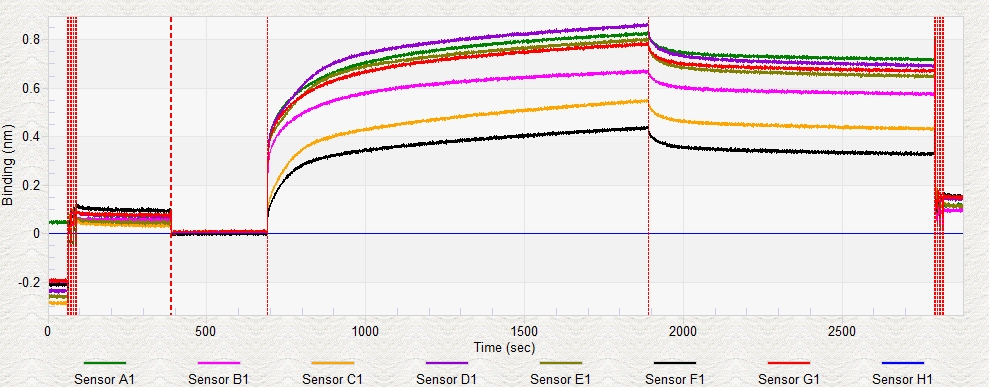 Binding (nm)
0.8
0.6
0.4
0.2
0
-0.2
0 500 1000 1500 2000 2500
Time (sec)
Sensor A1 Sensor B1 Sensor C1 Sensor D1 Sensor E1 Sensor F1 Sensor G1 Sensor H1